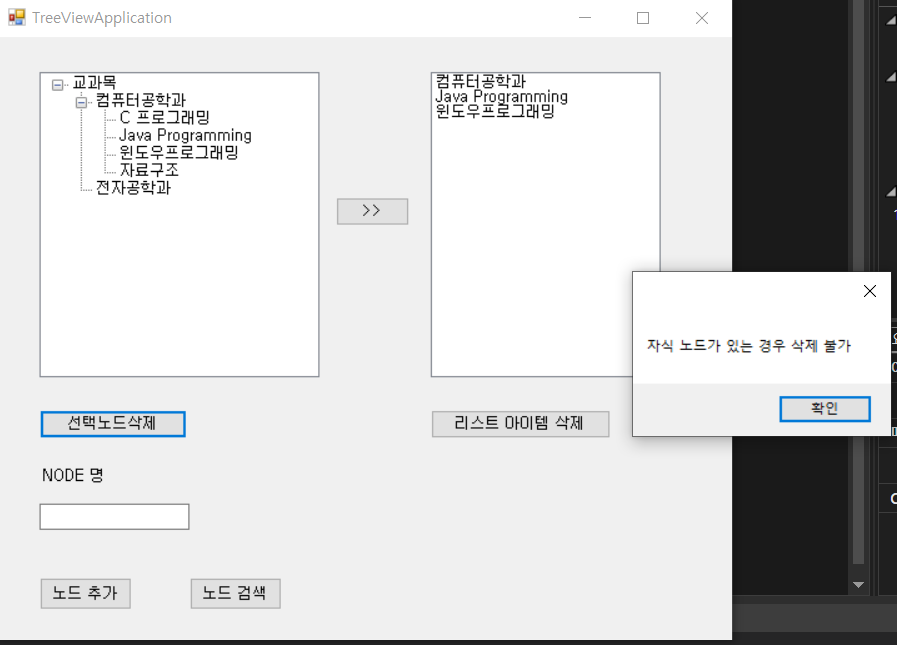 TreeViewApplication
교과목
컴퓨터공학과
C 프로그래밍
Java Programming
윈도우프로그래밍
자료구조
전자공학과
>>
컴퓨터공학과
Java Programming
윈도우프로그래밍
자식 노드가 있는 경우 삭제 불가
확인
선택노드삭제
리스트 아이템 삭제
NODE 명
노드 추가
노드 검색